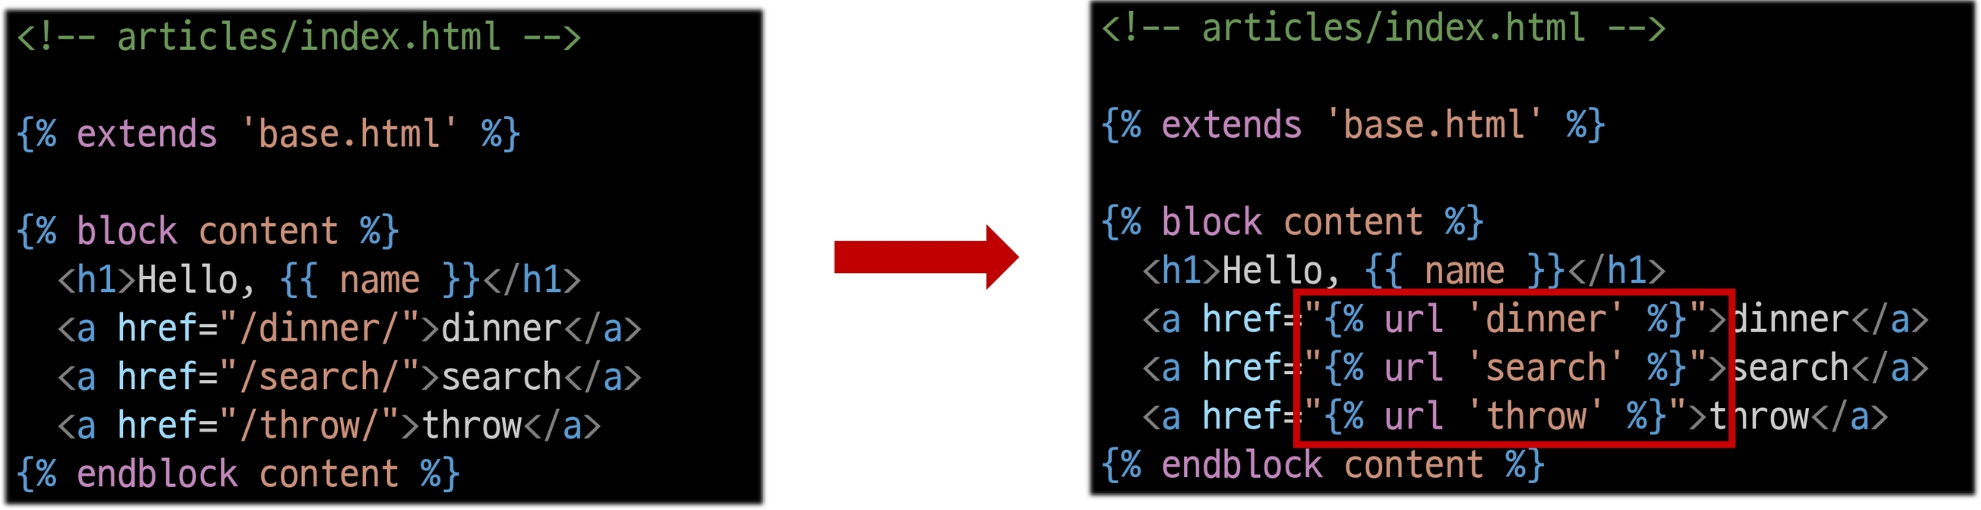 <!-- articles/index.html -->
{% extends 'base.html' %}
{% block content %}
<h1>Hello, {{ name }}</h1>
<a href="/dinner/">dinner</a>
<a href="/search/">search</a>
<a href="/throw/">throw</a>
{% endblock content %}
<!-- articles/index.html -->
{% extends 'base.html' %}
{% block content %}
<h1>Hello, {{ name }}</h1>
<a href="{% url 'dinner' %}">dinner</a>
<a href="{% url 'search' %}">search</a>
<a href="{% url 'throw' %}">throw</a>
{% endblock content %}